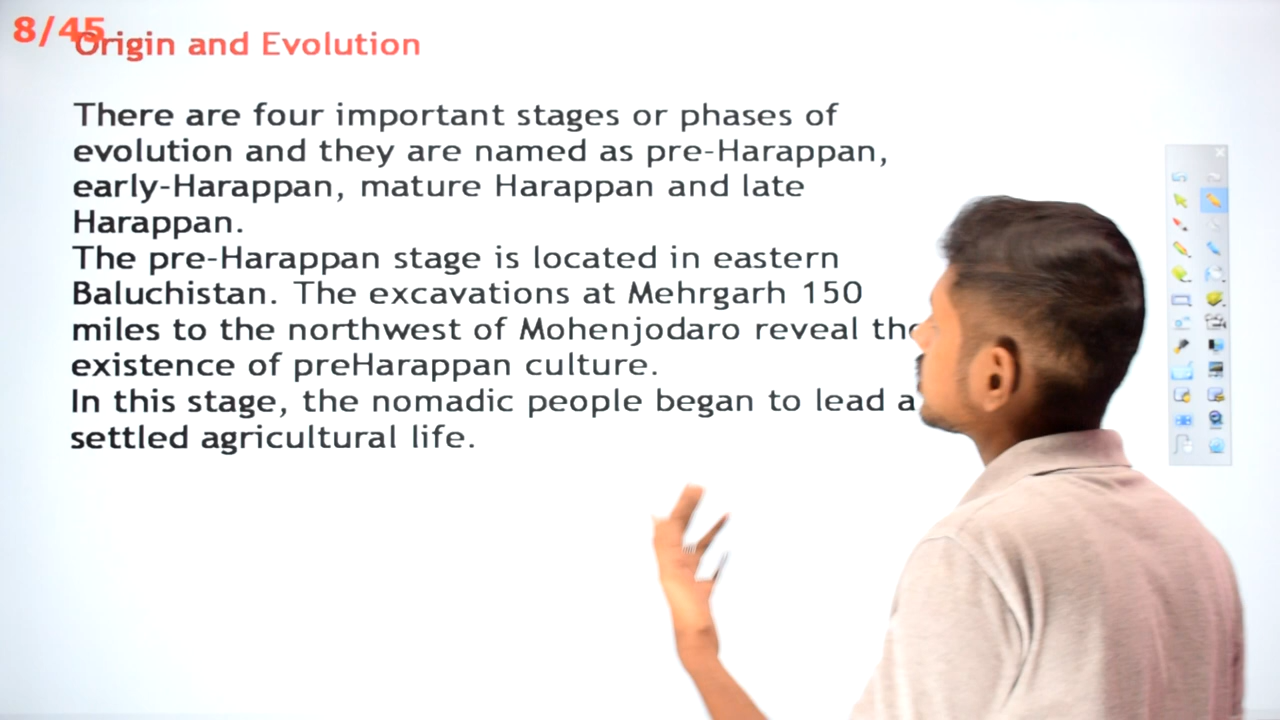 8/45
Origin and Evolution
There are four important stages or phases of
evolution and they are named as pre-Harappan,
early-Harappan, mature Harappan and late
Harappan.
The pre-Harappan stage is located in eastern
Baluchistan. The excavations at Mehrgarh 150
miles to the northwest of Mohenjodaro reveal the
existence of preHarappan culture.
In this stage, the nomadic people began to lead a
settled agricultural life.